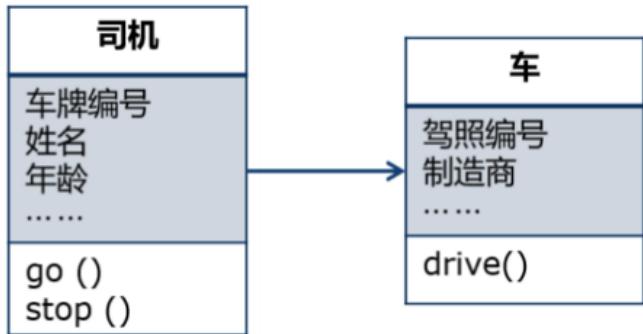 司机
车牌编号
姓名
年龄
……
go ()
stop ()
车
驾照编号
制造商
……
drive()